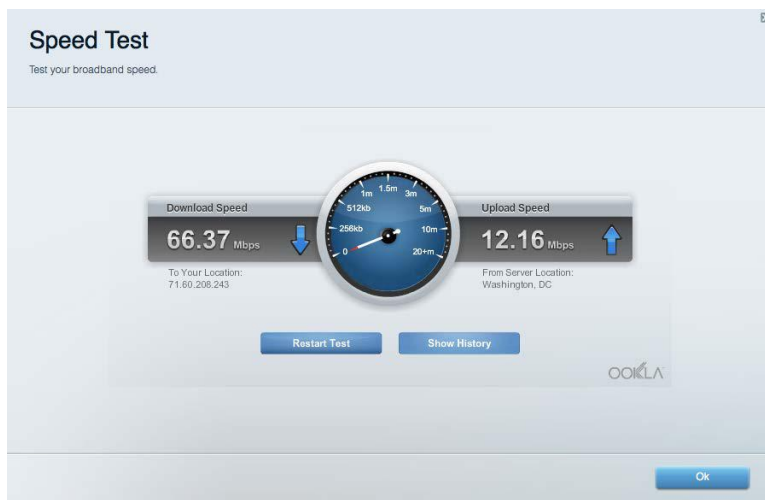 Speed Test
Test your broadband speed.
Download Speed
66.37 Mbps
To Your Location:
71.60.208.243
0
256kb
512kb
1m
1.5m
3m
5m
10m
20+m
Upload Speed
12.16 Mbps
From Server Location:
Washington, DC
Restart Test
Show History
OOKLA
Ok